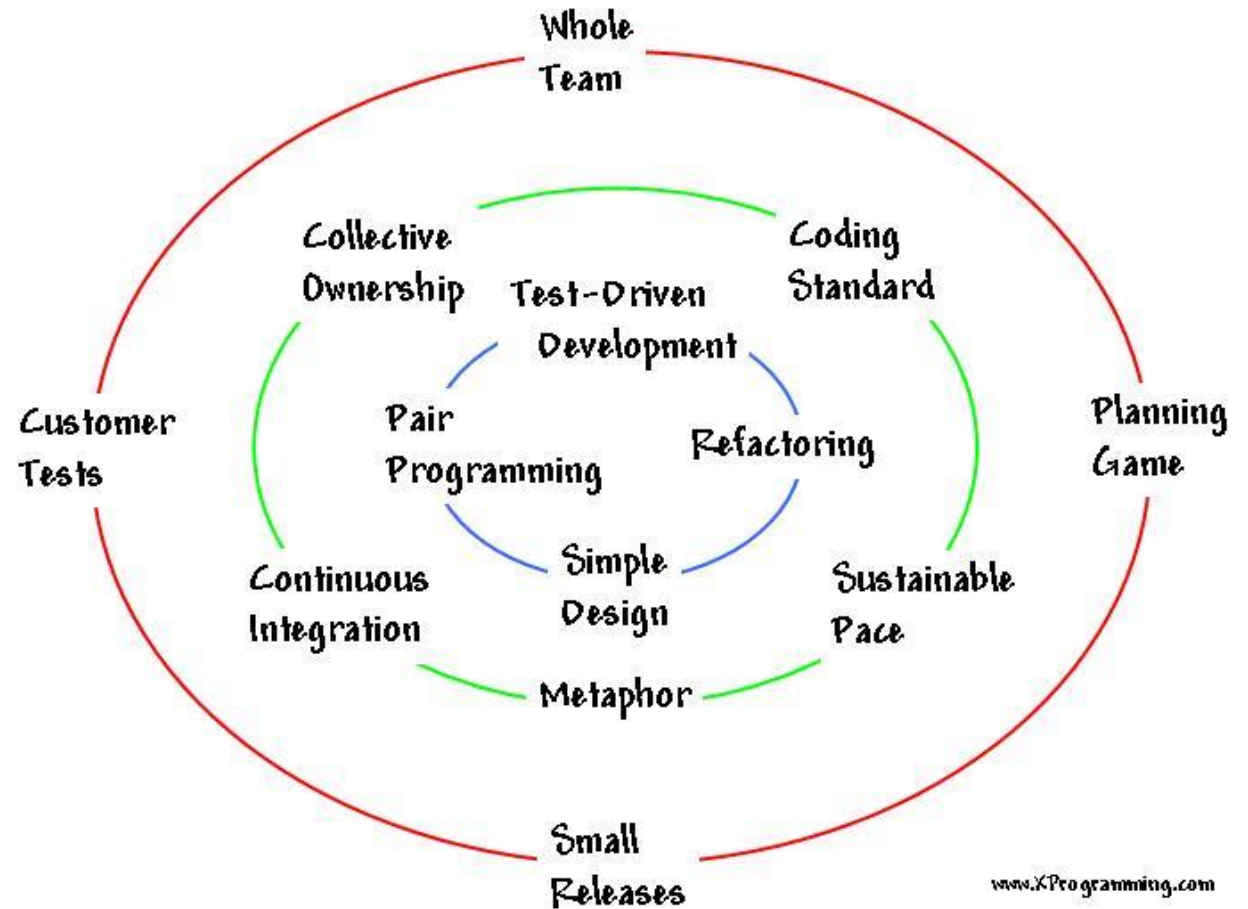 Whole
Team
Collective
Ownership
Coding
Standard
Test-Driven
Development
Customer
Tests
Pair
Programming
Refactoring
Planning
Game
Continuous
Integration
Simple
Design
Sustainable
Pace
Metaphor
Small
Releases
www.XProgramming.com